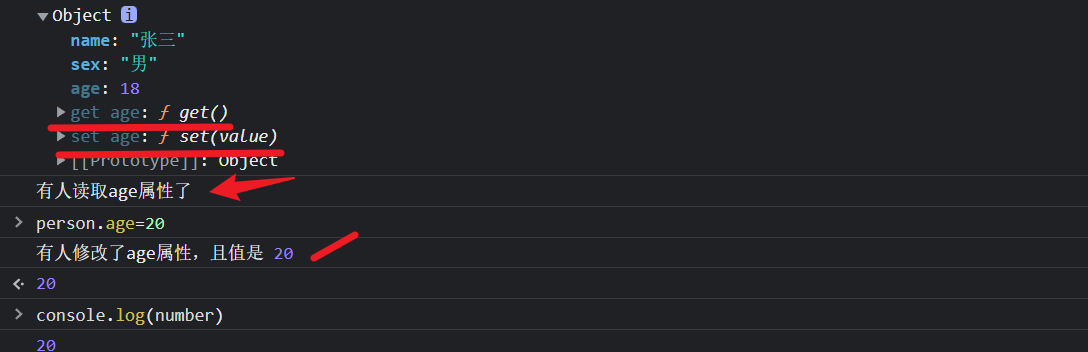 Object i
name: "张三"
sex: "男"
age: 18
get age: ƒ get()
set age: ƒ set(value)
[[Prototype]]: Object
有人读取age属性了
person.age=20
有人修改了age属性，且值是 20
20
console.log(number)
20